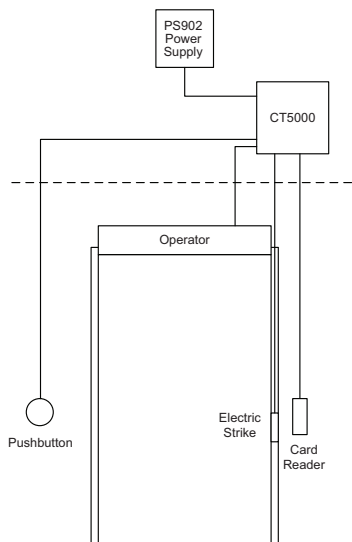 PS902
Power
Supply
CT5000
Operator
Electric
Strike
Pushbutton
Card
Reader